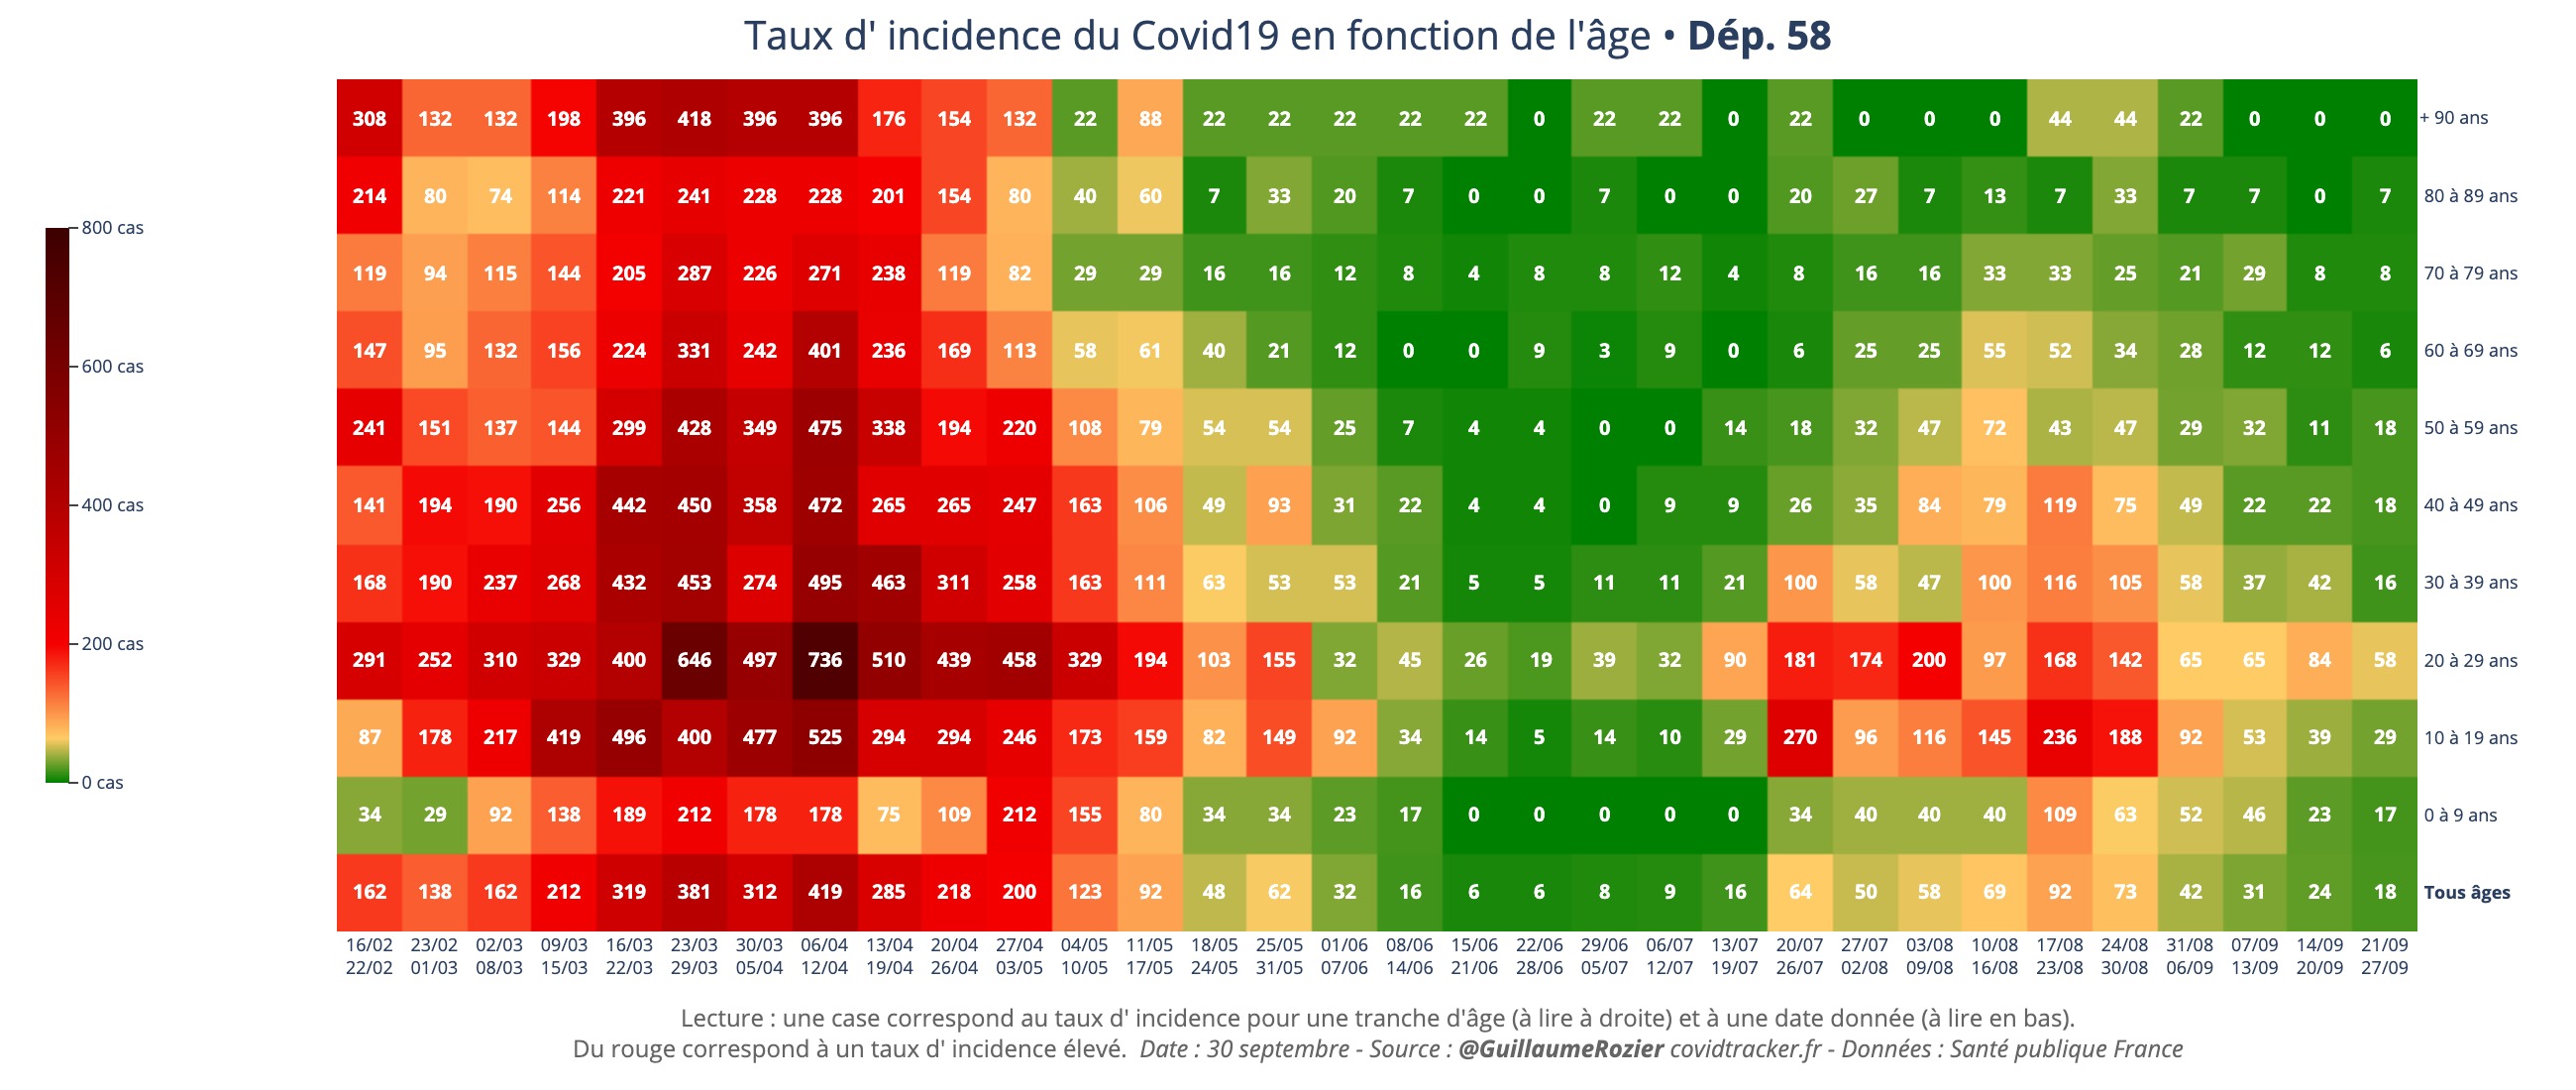 Taux d' incidence du Covid19 en fonction de l'âge • Dép. 58
800 cas
600 cas
400 cas
200 cas
0 cas
308 132 132 198 396 418 396 396 176 154 132 22 88 22 22 22 22 22 0 22 22 0 22 0 0 0 44 44 22 0 0 0 + 90 ans
214 80 74 114 221 241 228 228 201 154 80 40 60 7 33 20 7 0 0 7 0 0 20 27 7 13 7 33 7 7 0 7 80 à 89 ans
119 94 115 144 205 287 226 271 238 119 82 29 29 16 16 12 8 4 8 8 12 4 8 16 16 33 33 25 21 29 8 8 70 à 79 ans
147 95 132 156 224 331 242 401 236 169 113 58 61 40 21 12 0 0 9 3 9 0 6 25 25 55 52 34 28 12 12 6 60 à 69 ans
241 151 137 144 299 428 349 475 338 194 220 108 79 54 54 25 7 4 4 0 0 14 18 32 47 72 43 47 29 32 11 18 50 à 59 ans
141 194 190 256 442 450 358 472 265 265 247 163 106 49 93 31 22 4 4 0 9 9 26 35 84 79 119 75 49 22 22 18 40 à 49 ans
168 190 237 268 432 453 274 495 463 311 258 163 111 63 53 53 21 5 5 11 11 21 100 58 47 100 116 105 58 37 42 16 30 à 39 ans
291 252 310 329 400 646 497 736 510 439 458 329 194 103 155 32 45 26 19 39 32 90 181 174 200 97 168 142 65 65 84 58 20 à 29 ans
87 178 217 419 496 400 477 525 294 294 246 173 159 82 149 92 34 14 5 14 10 29 270 96 116 145 236 188 92 53 39 29 10 à 19 ans
34 29 92 138 189 212 178 178 75 109 212 155 80 34 34 23 17 0 0 0 0 0 34 40 40 40 109 63 52 46 23 17 0 à 9 ans
162 138 162 212 319 381 312 419 285 218 200 123 92 48 62 32 16 6 6 8 9 16 64 50 58 69 92 73 42 31 24 18 Tous âges
16/02 23/02 02/03 09/03 16/03 23/03 30/03 06/04 13/04 20/04 27/04 04/05 11/05 18/05 25/05 01/06 08/06 15/06 22/06 29/06 06/07 13/07 20/07 27/07 03/08 10/08 17/08 24/08 31/08 07/09 14/09 21/09
22/02 01/03 08/03 15/03 22/03 29/03 05/04 12/04 19/04 26/04 03/05 10/05 17/05 24/05 31/05 07/06 14/06 21/06 28/06 05/07 12/07 19/07 26/07 02/08 09/08 16/08 23/08 30/08 06/09 13/09 20/09 27/09
Lecture : une case correspond au taux d' incidence pour une tranche d'âge (à lire à droite) et à une date donnée (à lire en bas).
Du rouge correspond à un taux d' incidence élevé. Date : 30 septembre - Source : @GuillaumeRozier covidtracker.fr - Données : Santé publique France